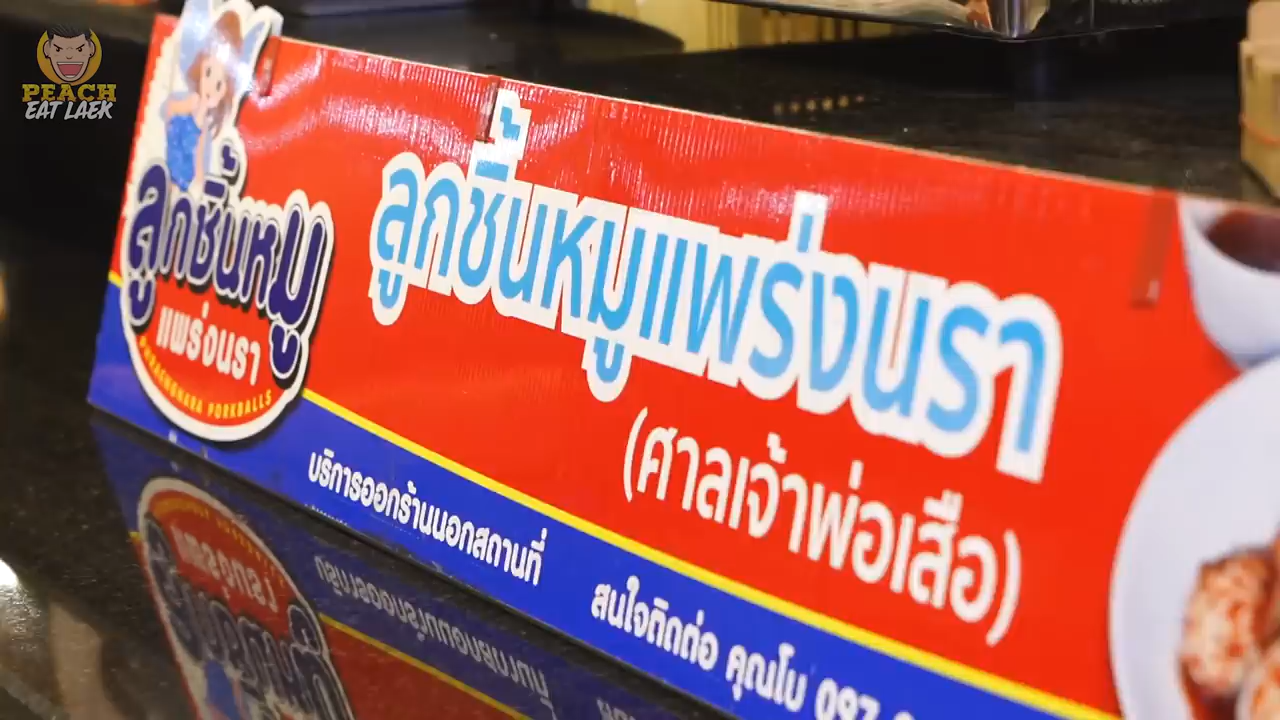 PEACH
EAT LAEK
ลูกชิ้นหมู
แพร่งนรา
PHRAENGNARA PORKBALLS
ลูกชิ้นหมูแพร่งนรา
(ศาลเจ้าพ่อเสือ)
บริการออกร้านนอกสถานที่ สนใจติดต่อ คุณโบ 097